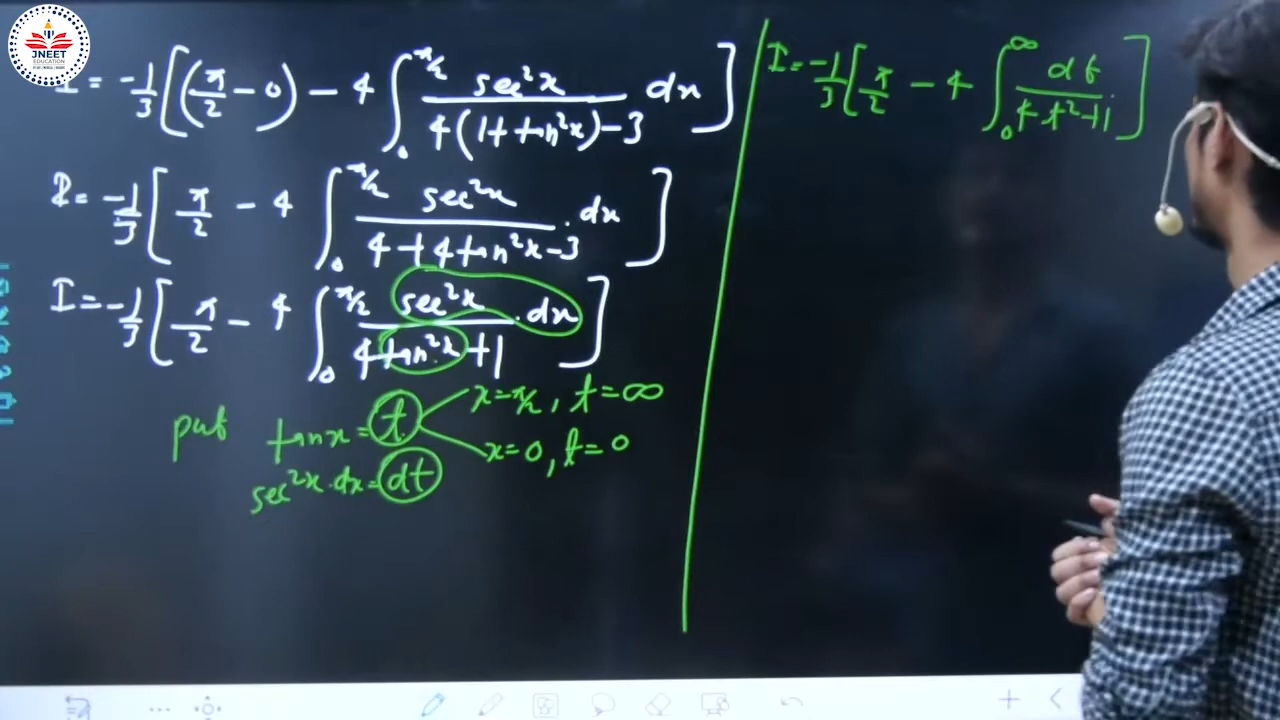 JNEET
EDUCATION
I = -1/3 [(π/2 - 0) - 4 ∫₀^{π/2} sec²x / 4(1+tan²x)-3 dx]
I = -1/3 [π/2 - 4 ∫₀^{π/2} sec²x / 4+4tan²x-3 . dx]
I = -1/3 [π/2 - 4 ∫₀^{π/2} sec²x . dx / 4tan²x+1]
put tanx = t
x=π/2, t=∞
x=0, t=0
sec²x.dx = dt
I = -1/3 [π/2 - 4 ∫₀^∞ dt / 4t²+1]